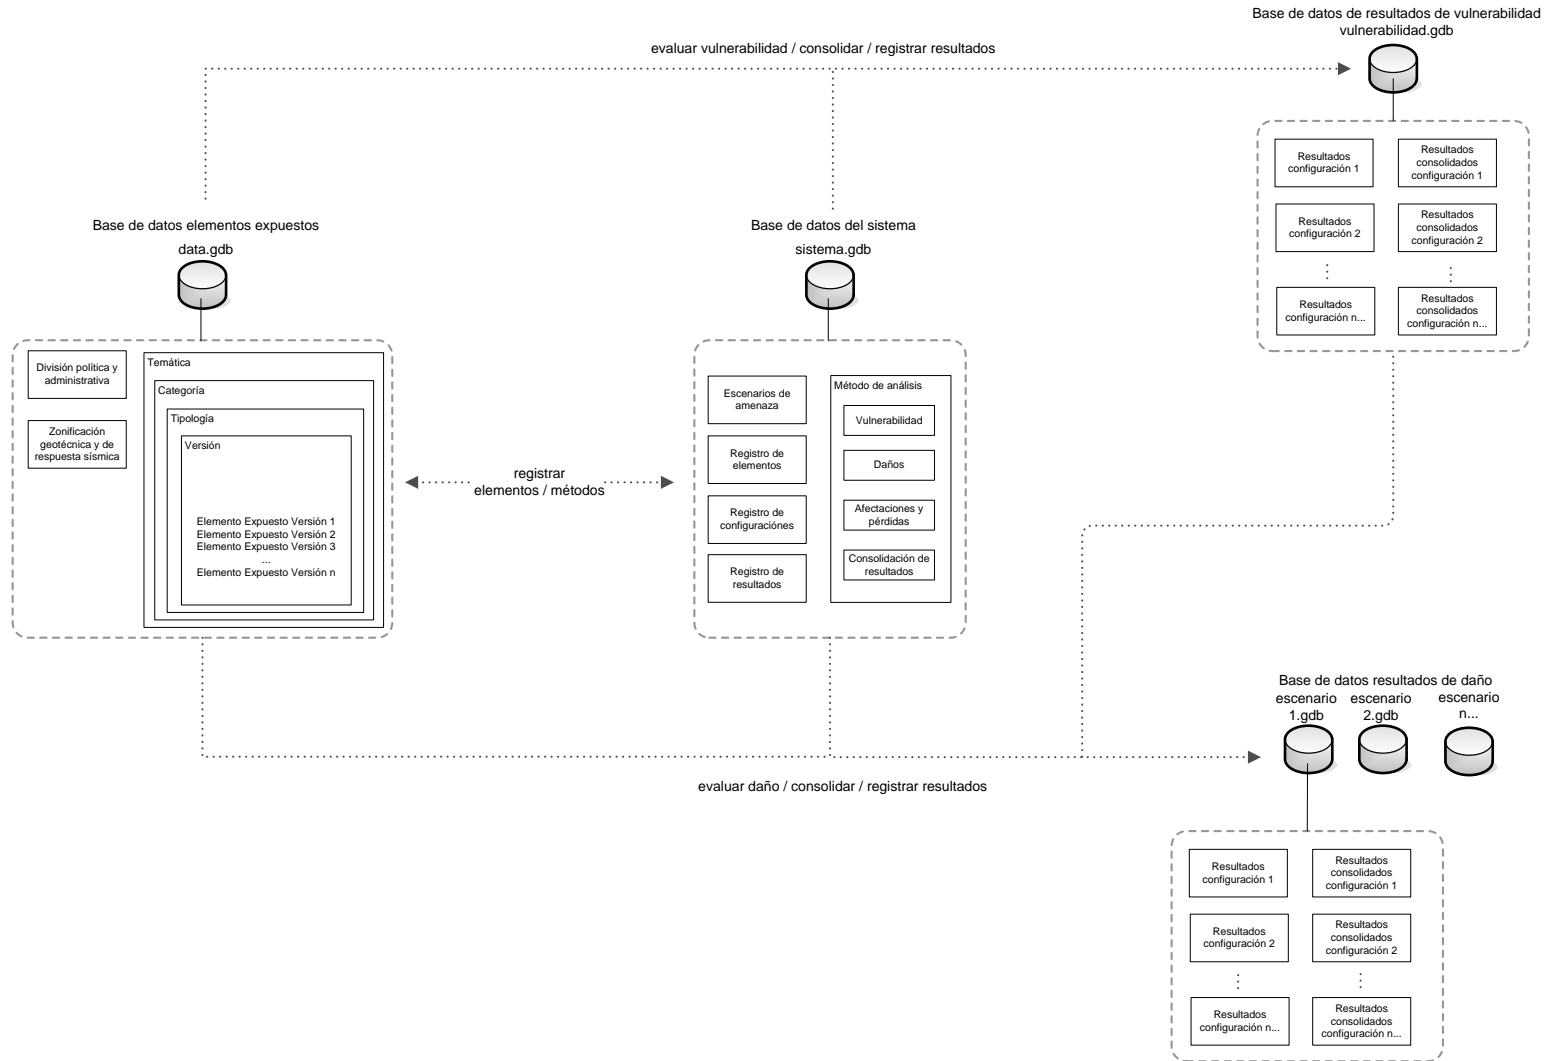 Base de datos de resultados de vulnerabilidad
vulnerabilidad.gdb
evaluar vulnerabilidad / consolidar / registrar resultados
Resultados
configuración 1
Resultados
consolidados
configuración 1
Resultados
configuración 2
Resultados
consolidados
configuración 2
Resultados
configuración n...
Resultados
consolidados
configuración n...
Base de datos elementos expuestos
data.gdb
División política y
administrativa
Zonificación
geotécnica y de
respuesta sísmica
Temática
Categoría
Tipología
Versión
Elemento Expuesto Versión 1
Elemento Expuesto Versión 2
Elemento Expuesto Versión 3
...
Elemento Expuesto Versión n
registrar
elementos / métodos
Base de datos del sistema
sistema.gdb
Escenarios de
amenaza
Registro de
elementos
Registro de
configuraciónes
Registro de
resultados
Método de análisis
Vulnerabilidad
Daños
Afectaciones y
pérdidas
Consolidación de
resultados
evaluar daño / consolidar / registrar resultados
Base de datos resultados de daño
escenario
1.gdb
escenario
2.gdb
escenario
n...
Resultados
configuración 1
Resultados
consolidados
configuración 1
Resultados
configuración 2
Resultados
consolidados
configuración 2
Resultados
configuración n...
Resultados
consolidados
configuración n...